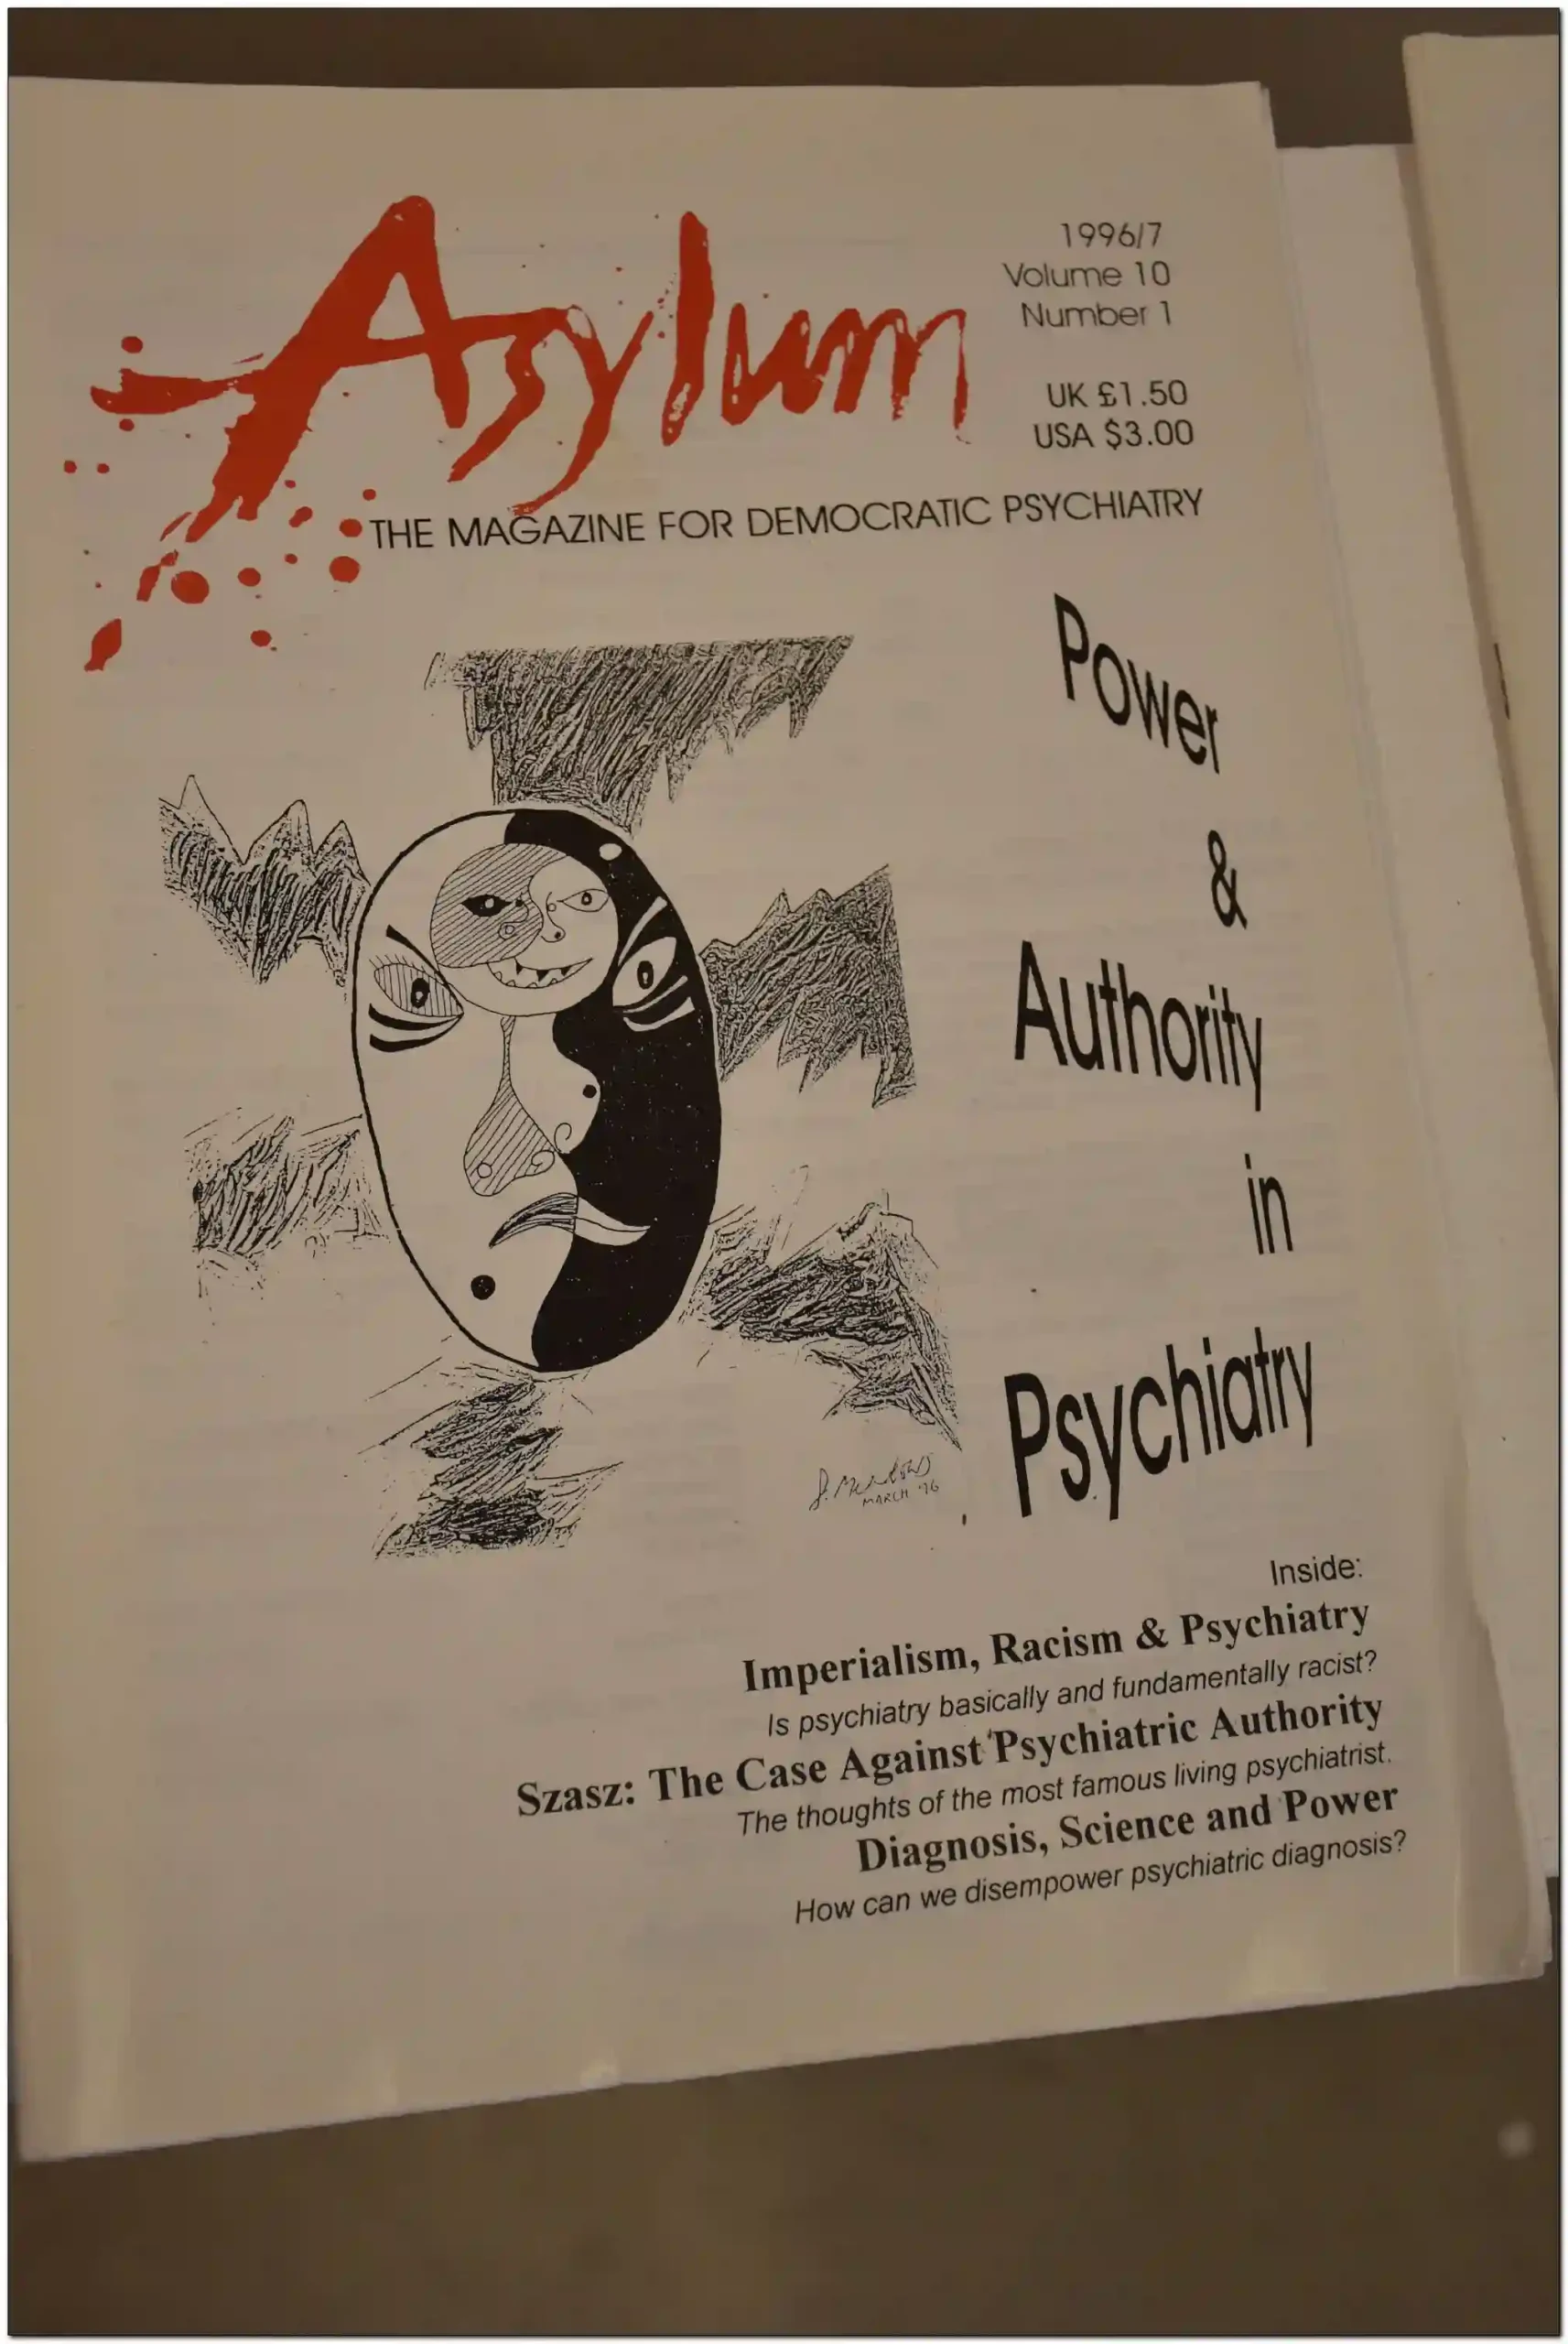 Asylum
1996/7
Volume 10
Number 1
UK £1.50
USA $3.00
THE MAGAZINE FOR DEMOCRATIC PSYCHIATRY
Power
&
Authority
in
Psychiatry
MARCH '96
Inside:
Imperialism, Racism & Psychiatry
Is psychiatry basically and fundamentally racist?
Szasz: The Case Against Psychiatric Authority
The thoughts of the most famous living psychiatrist.
Diagnosis, Science and Power
How can we disempower psychiatric diagnosis?